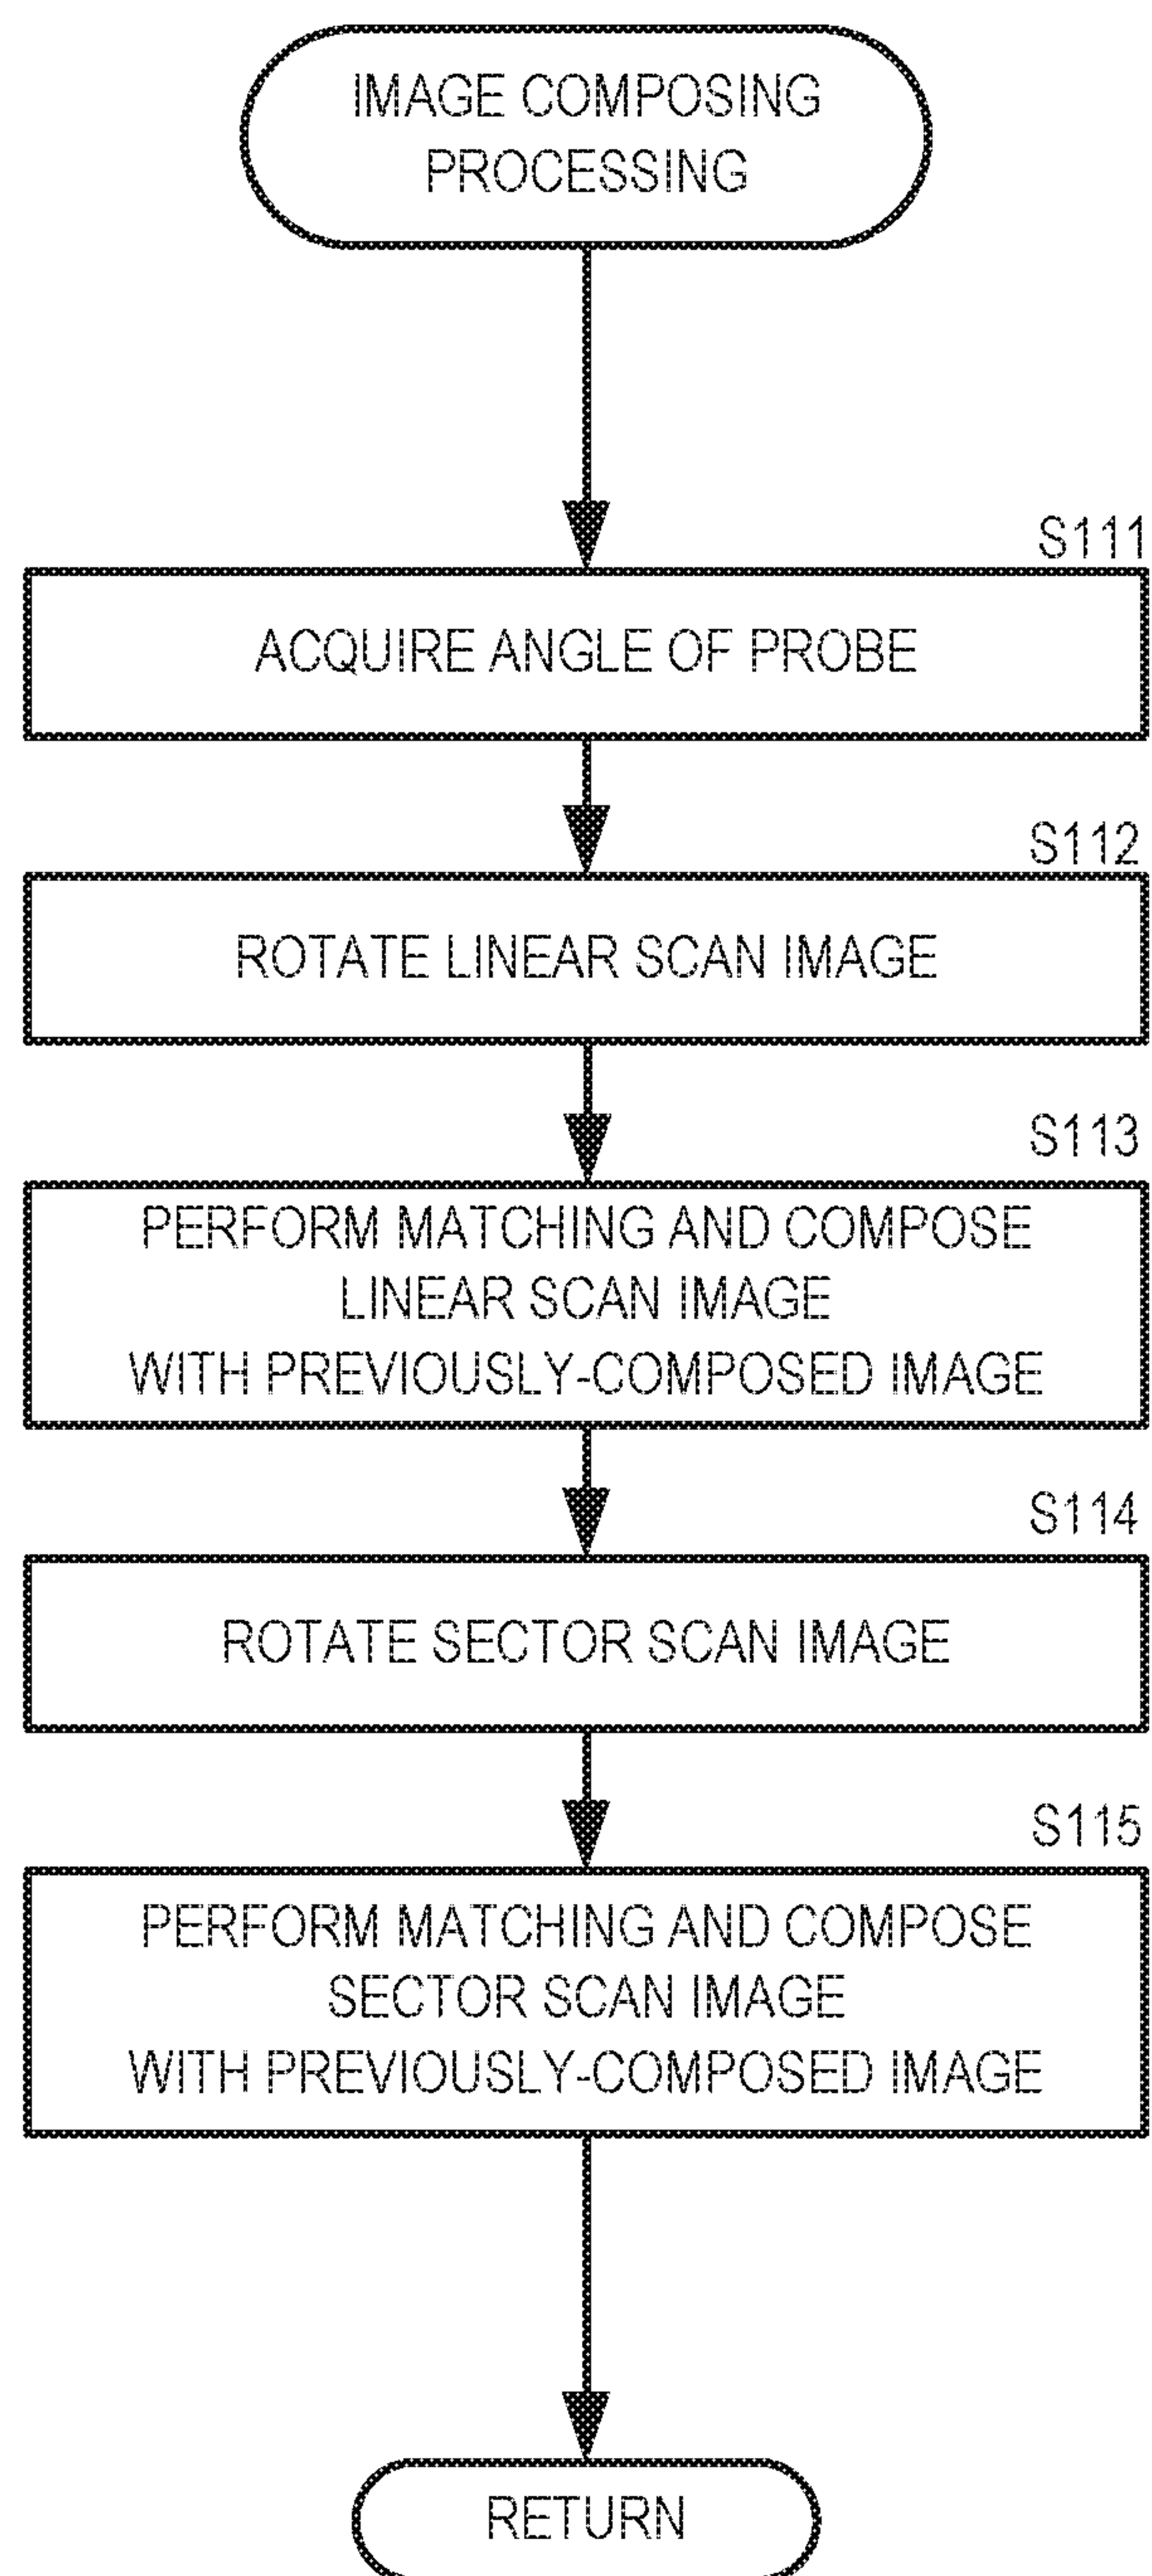 IMAGE COMPOSING
PROCESSING
S111
ACQUIRE ANGLE OF PROBE
S112
ROTATE LINEAR SCAN IMAGE
S113
PERFORM MATCHING AND COMPOSE
LINEAR SCAN IMAGE
WITH PREVIOUSLY-COMPOSED IMAGE
S114
ROTATE SECTOR SCAN IMAGE
S115
PERFORM MATCHING AND COMPOSE
SECTOR SCAN IMAGE
WITH PREVIOUSLY-COMPOSED IMAGE
RETURN